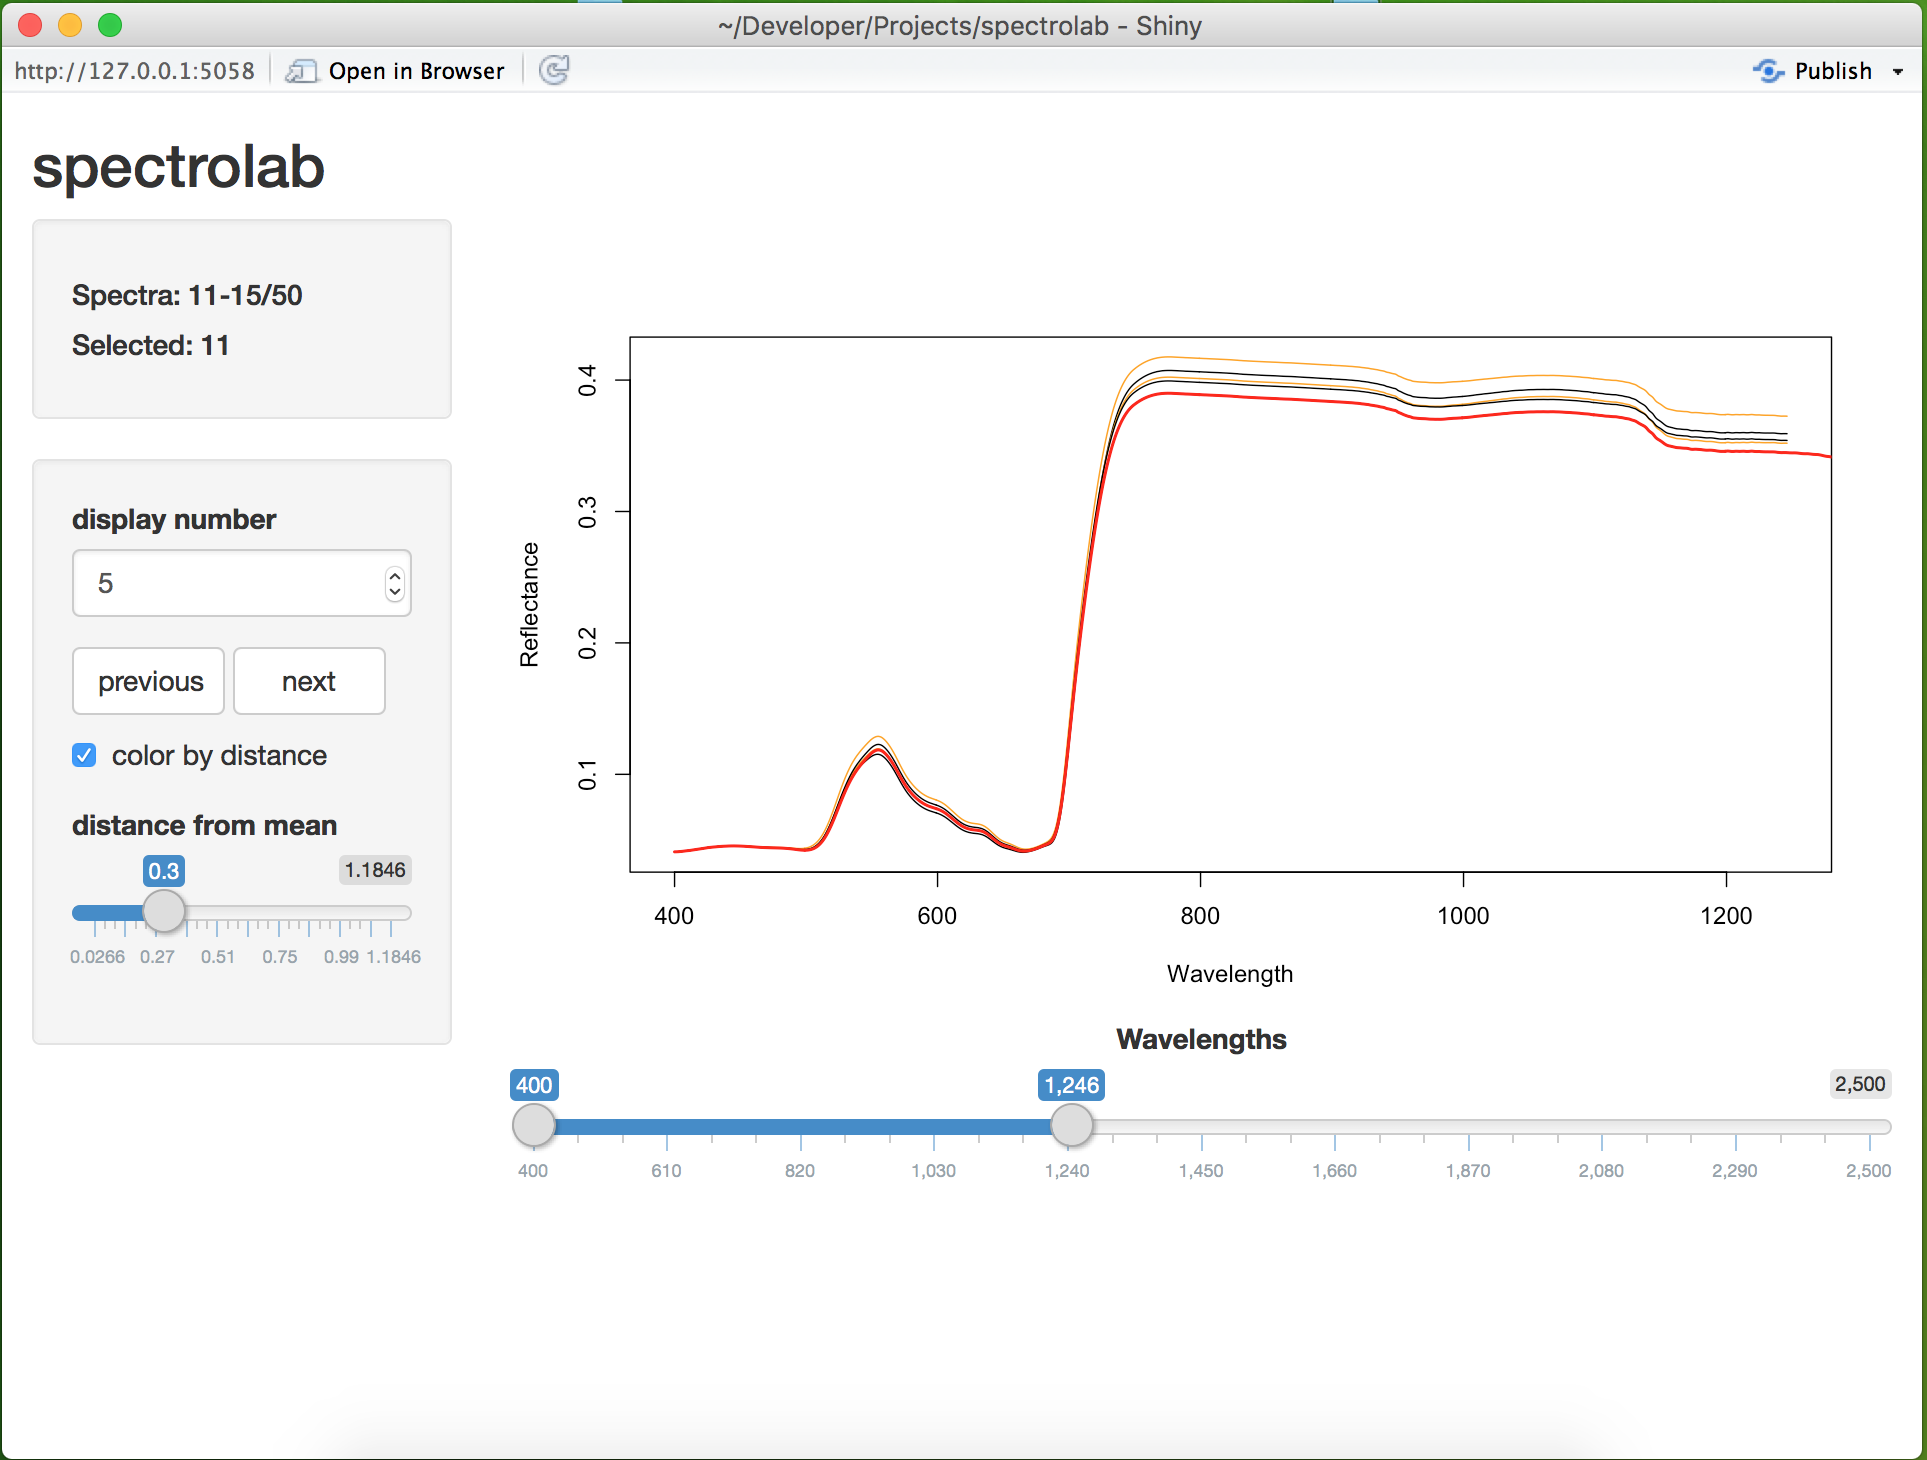 ~/Developer/Projects/spectrolab - Shiny
http://127.0.0.1:5058 Open in Browser Publish
spectrolab
Spectra: 11-15/50
Selected: 11
display number
5
previous next
color by distance
distance from mean
0.3 1.1846
0.0266 0.27 0.51 0.75 0.99 1.1846
Reflectance
0.4
0.3
0.2
0.1
400 600 800 1000 1200
Wavelength
Wavelengths
400 1,246 2,500
400 610 820 1,030 1,240 1,450 1,660 1,870 2,080 2,290 2,500